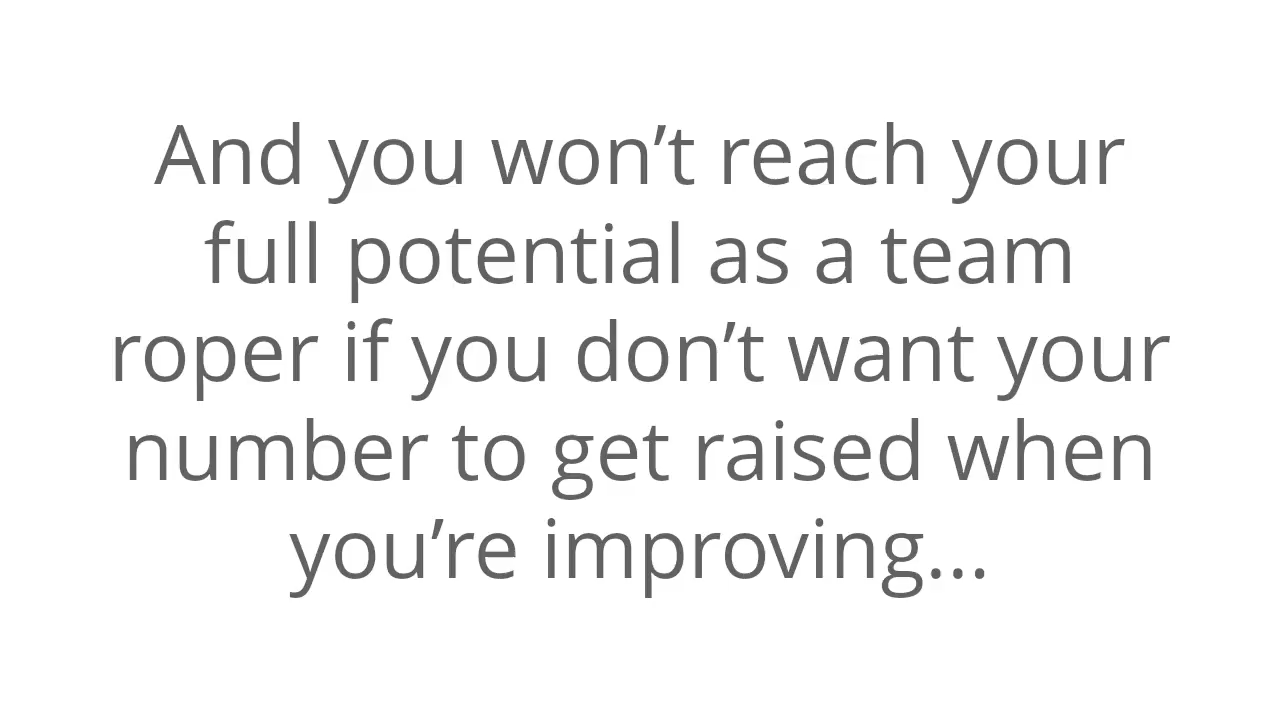 And you won’t reach your
full potential as a team
roper if you don’t want your
number to get raised when
you’re improving...